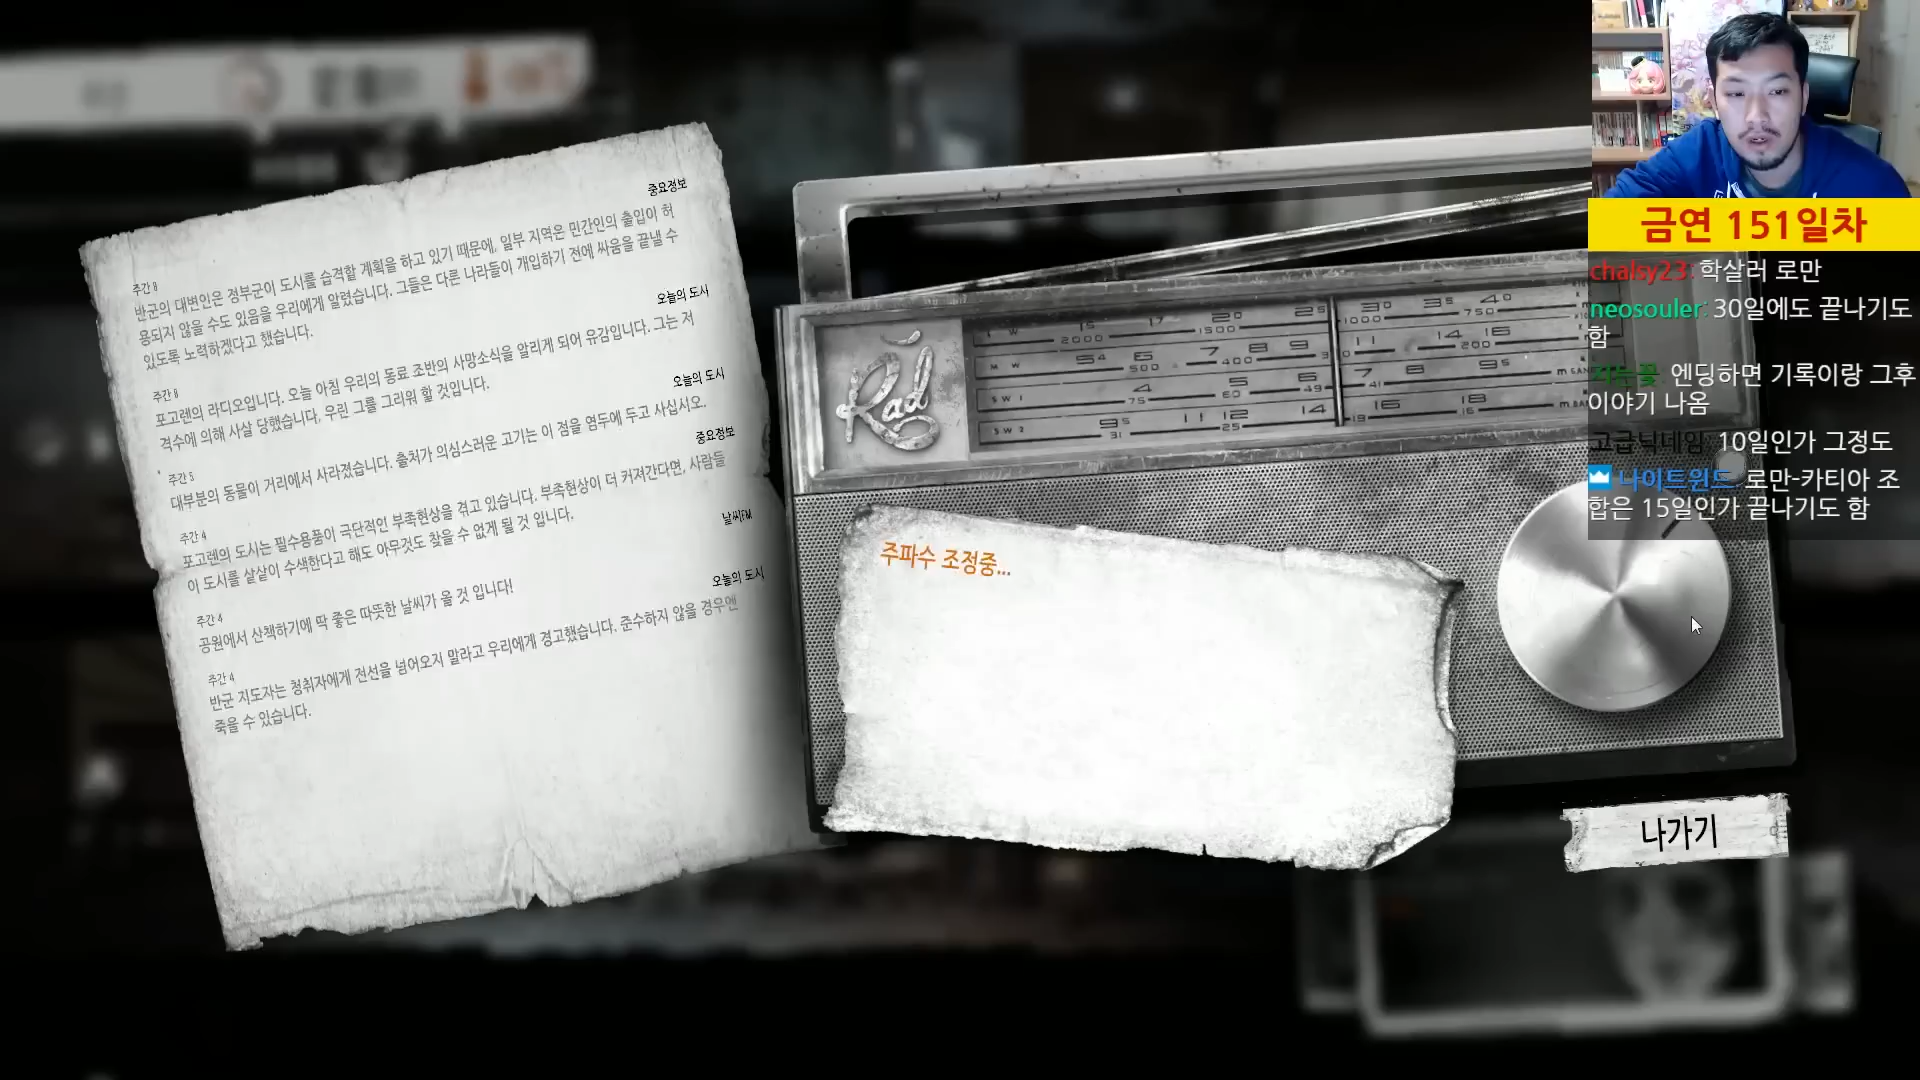 중요정보
주간 8
반군의 대변인은 정부군이 도시를 습격할 계획을 하고 있기 때문에, 일부 지역은 민간인의 출입이 허
용되지 않을 수도 있음을 우리에게 알렸습니다. 그들은 다른 나라들이 개입하기 전에 싸움을 끝낼 수
있도록 노력하겠다고 했습니다.
오늘의 도시
주간 8
포고렌의 라디오입니다. 오늘 아침 우리의 동료 조반의 사망소식을 알리게 되어 유감입니다. 그는 저
격수에 의해 사살 당했습니다, 우린 그를 그리워 할 것입니다.
오늘의 도시
주간 5
대부분의 동물이 거리에서 사라졌습니다. 출처가 의심스러운 고기는 이 점을 염두에 두고 사십시오.
중요정보
주간 4
포고렌의 도시는 필수용품이 극단적인 부족현상을 겪고 있습니다. 부족현상이 더 커져간다면, 사람들
이 도시를 샅샅이 수색한다고 해도 아무것도 찾을 수 없게 될 것 입니다.
날씨FM
주간 4
공원에서 산책하기에 딱 좋은 따뜻한 날씨가 올 것 입니다!
오늘의 도시
주간 4
반군 지도자는 청취자에게 전선을 넘어오지 말라고 우리에게 경고했습니다. 준수하지 않을 경우엔
죽을 수 있습니다.
Rad
주파수 조정중...
나가기
금연 151일차
chalsy23: 학살러 로만
neosouler: 30일에도 끝나기도
함
엔딩하면 기록이랑 그후
이야기 나옴
고급닉네임: 10일인가 그정도
나이트윈드: 로만-카티아 조
합은 15일인가 끝나기도 함